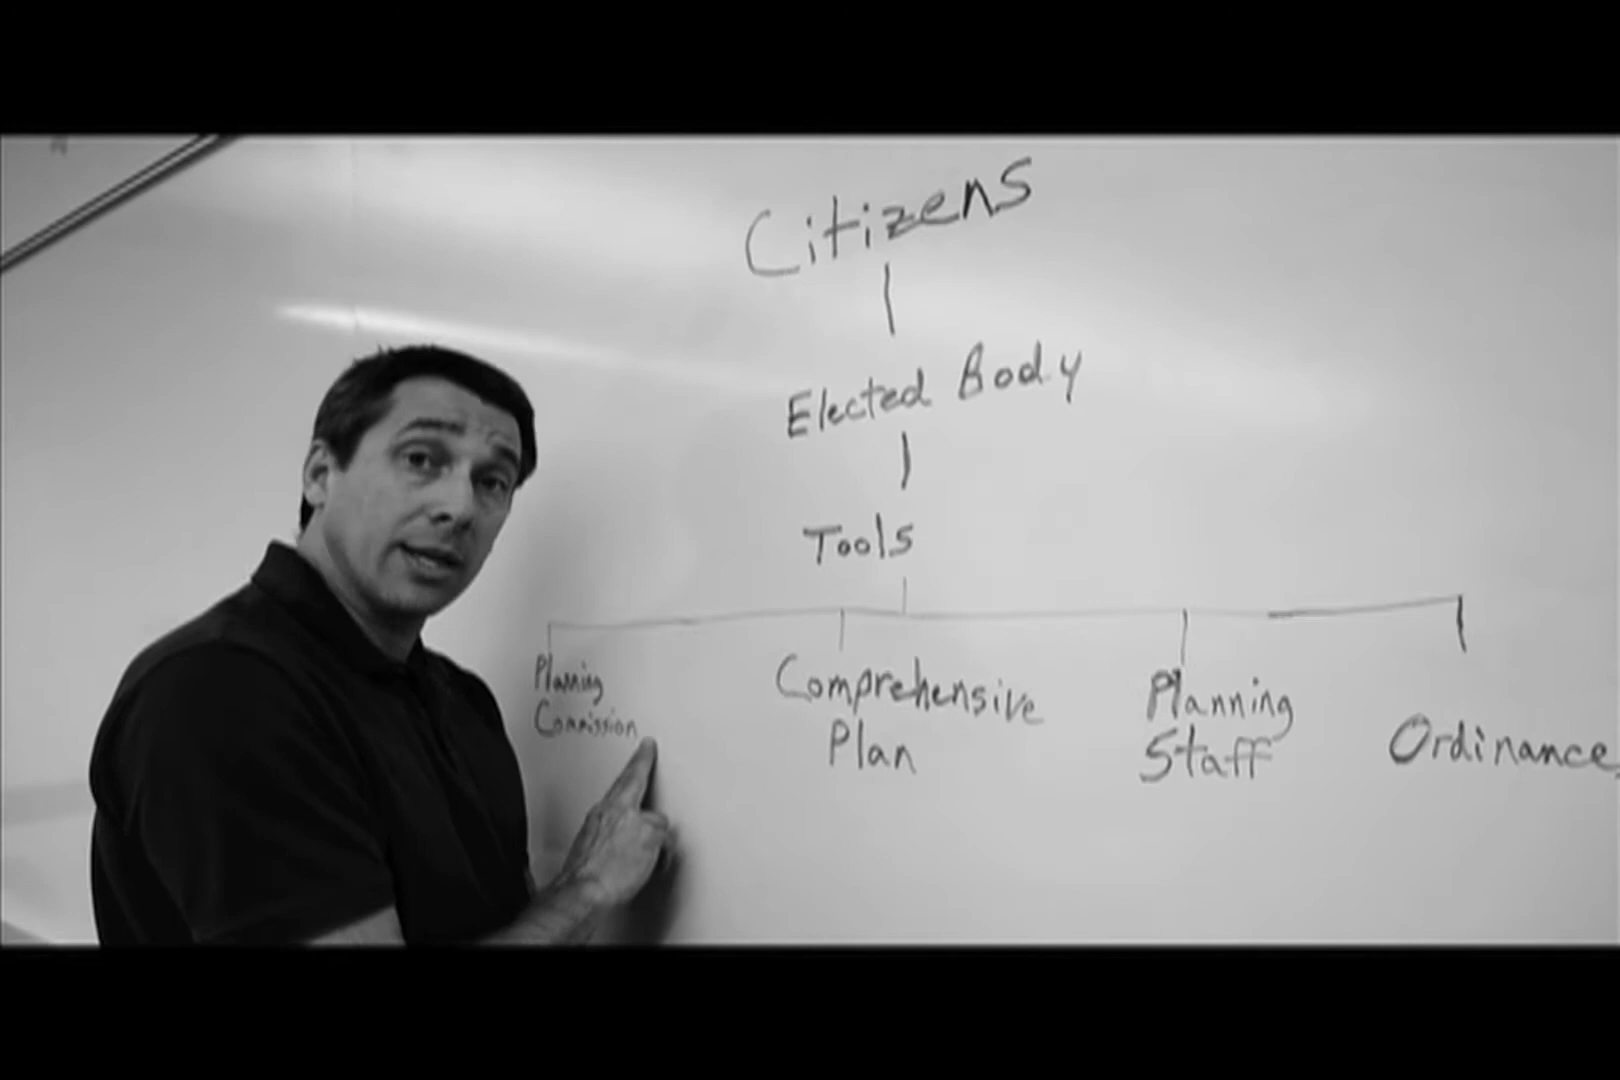 Citizens
Elected Body
Tools
Planning
Commission
Comprehensive
Plan
Planning
Staff
Ordinance